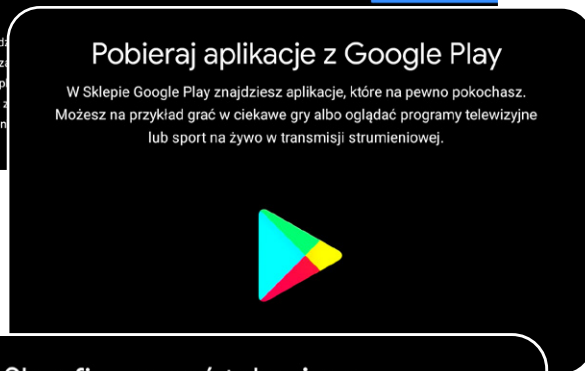 Pobieraj aplikacje z Google Play
W Sklepie Google Play znajdziesz aplikacje, które na pewno pokochasz.
Możesz na przykład grać w ciekawe gry albo oglądać programy telewizyjne
lub sport na żywo w transmisji strumieniowej.